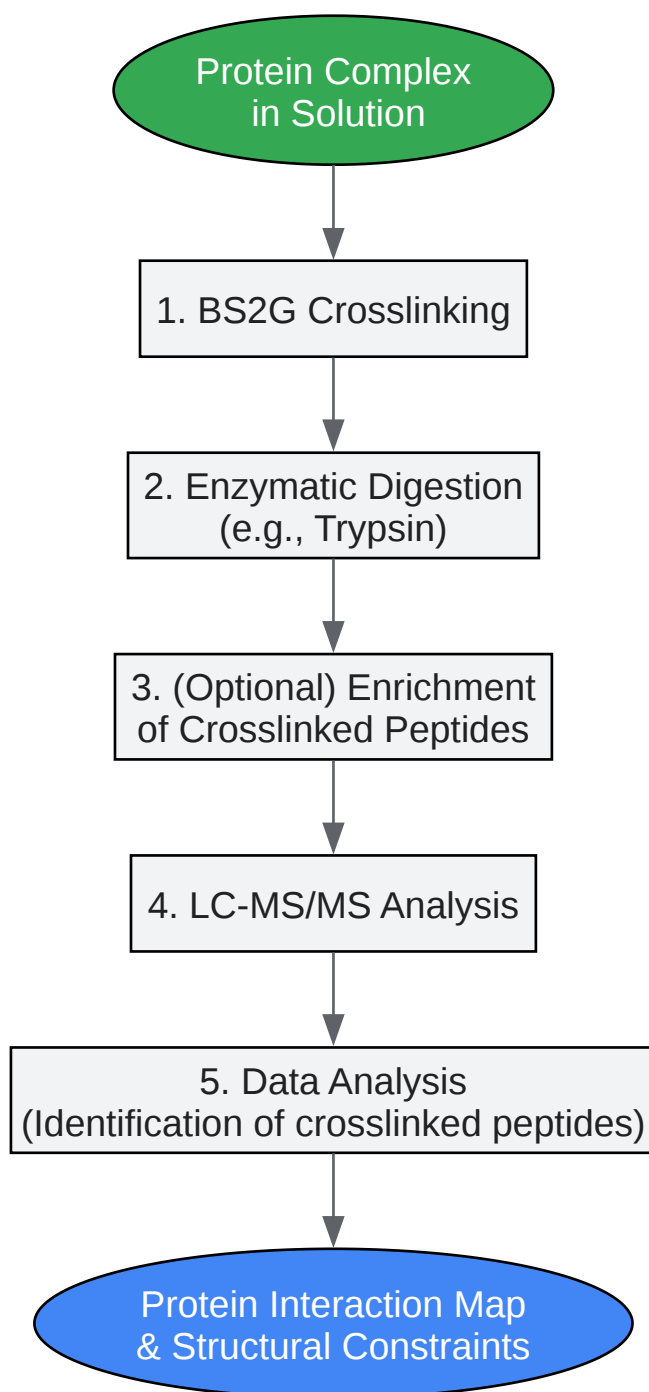 Protein Complex
in Solution
1. BS2G Crosslinking
2. Enzymatic Digestion
(e.g., Trypsin)
3. (Optional) Enrichment
of Crosslinked Peptides
4. LC-MS/MS Analysis
5. Data Analysis
(Identification of crosslinked peptides)
Protein Interaction Map
& Structural Constraints